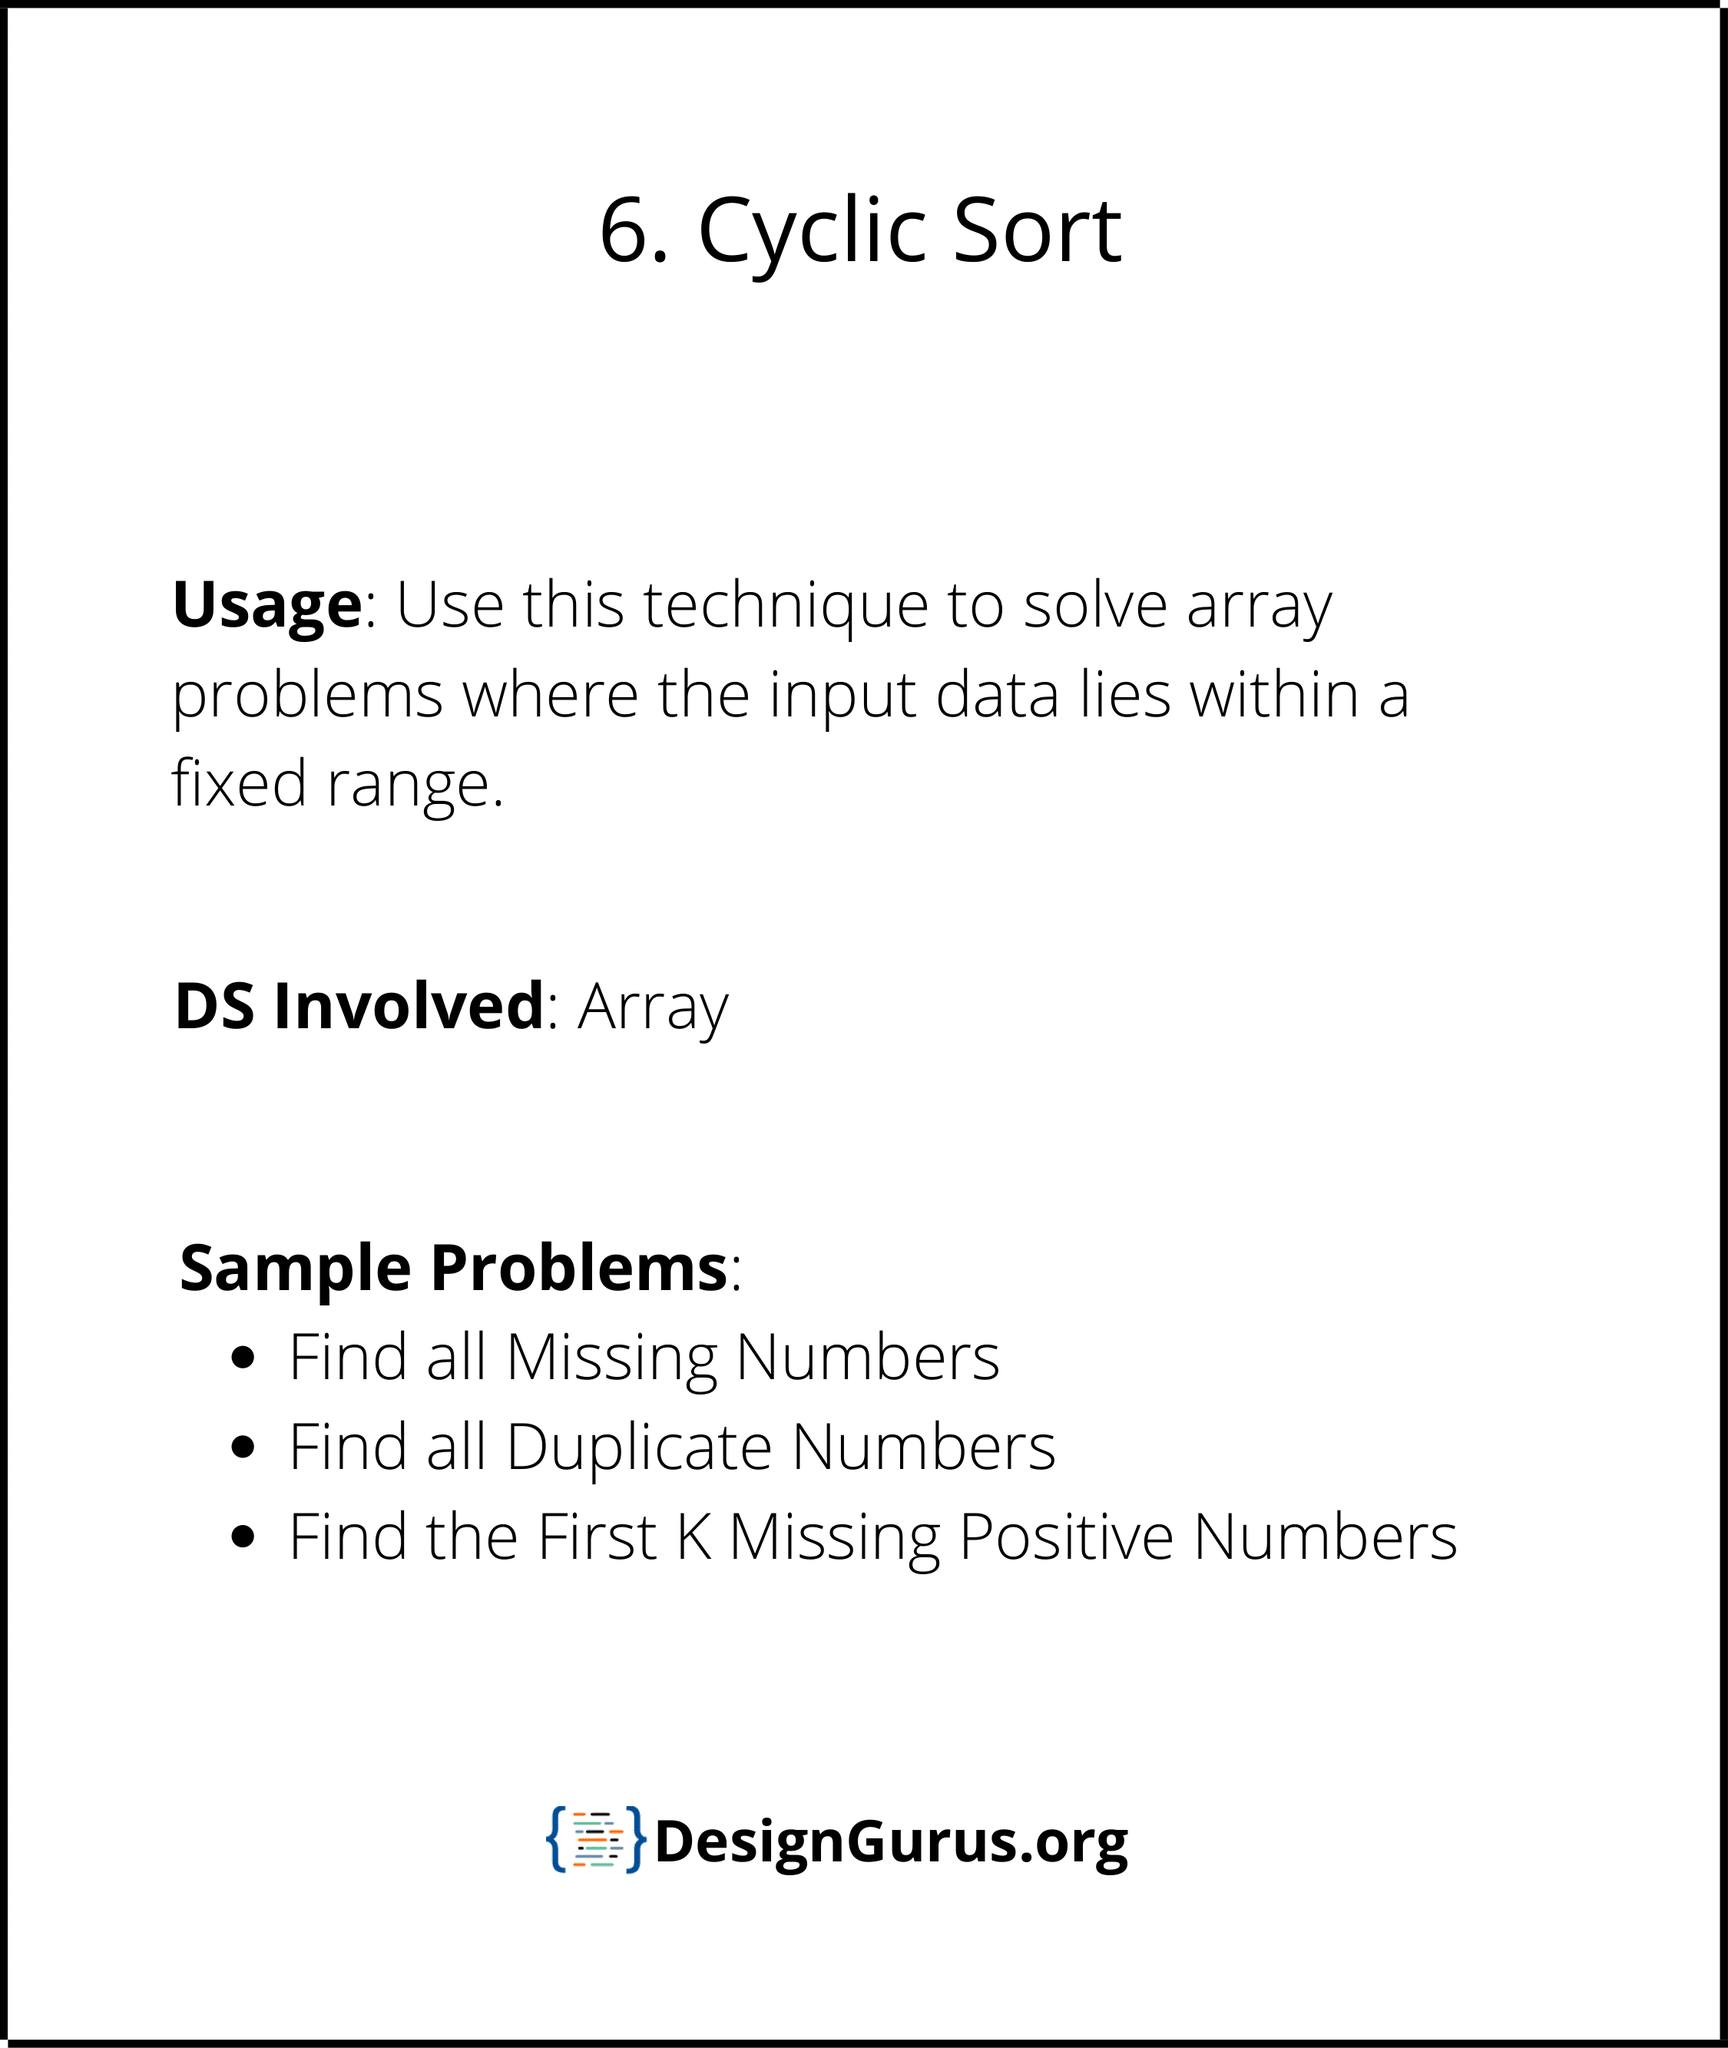 6. Cyclic Sort
Usage: Use this technique to solve array
problems where the input data lies within a
fixed range.
DS Involved: Array
Sample Problems:
• Find all Missing Numbers
• Find all Duplicate Numbers
• Find the First K Missing Positive Numbers
DesignGurus.org